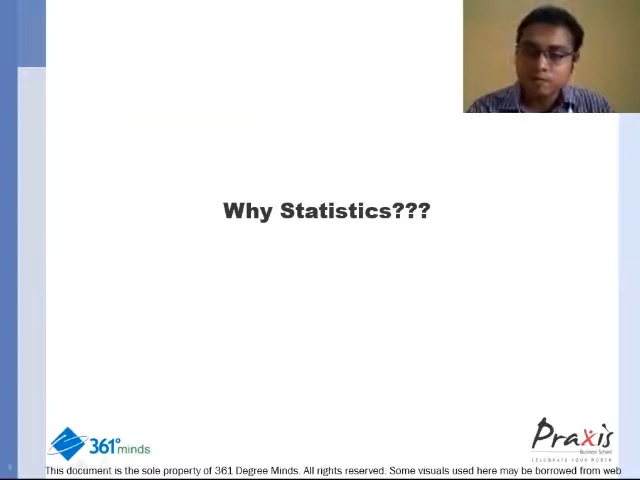 Why Statistics???
361° minds
Praxis
Business School
CELEBRATE YOUR WORTH
This document is the sole property of 361 Degree Minds. All rights reserved. Some visuals used here may be borrowed from web